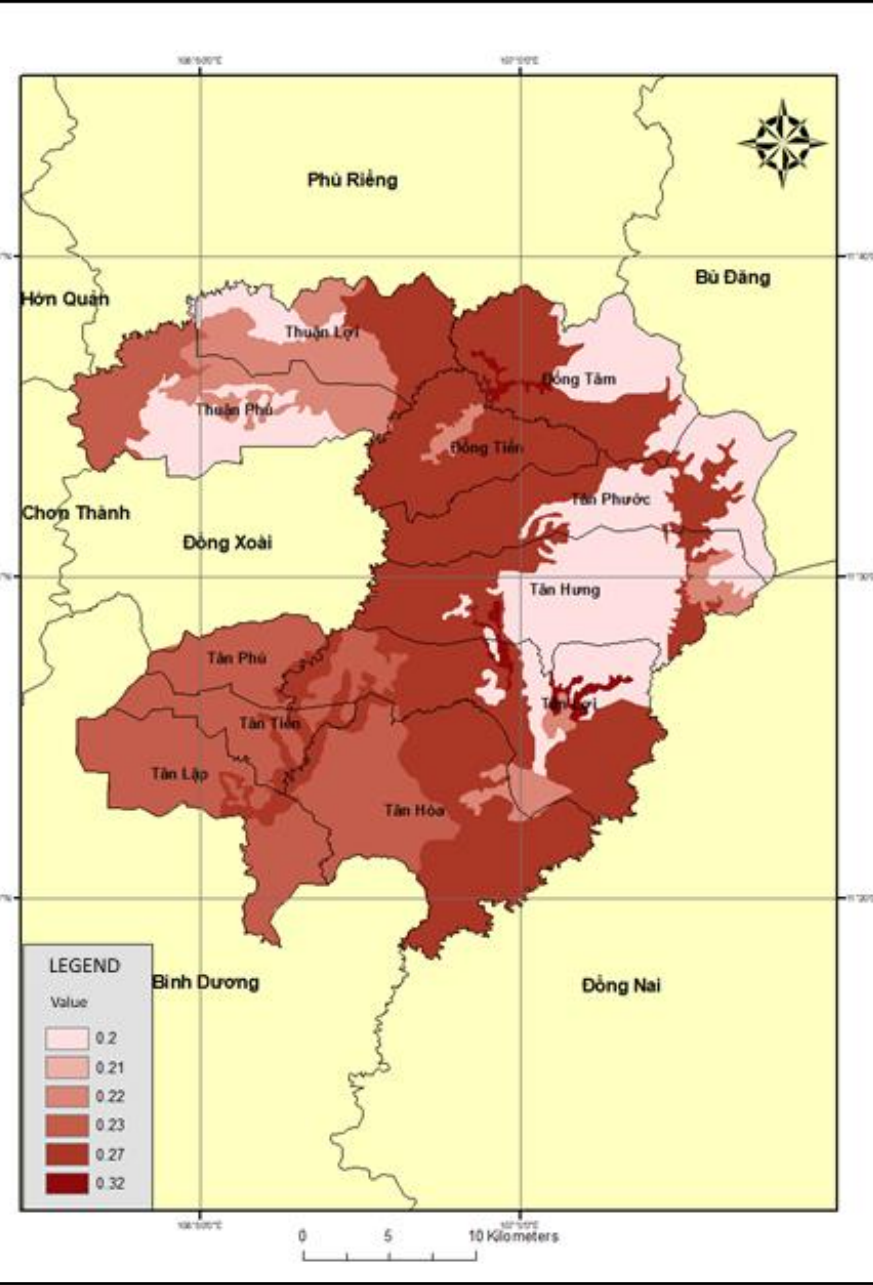 Phú Riềng
Bù Đăng
Hớn Quản
Thuận Lợi
Đồng Tâm
Thuận Phú
Đồng Tiến
Tân Phước
Chơn Thành
Đồng Xoài
Tân Hưng
Tân Phú
Tân Lợi
Tân Tiến
Tân Lập
Tân Hòa
LEGEND
Bình Dương
Đồng Nai
Value
0.2
0.21
0.22
0.23
0.27
0.32
0 5 10 Kilometers